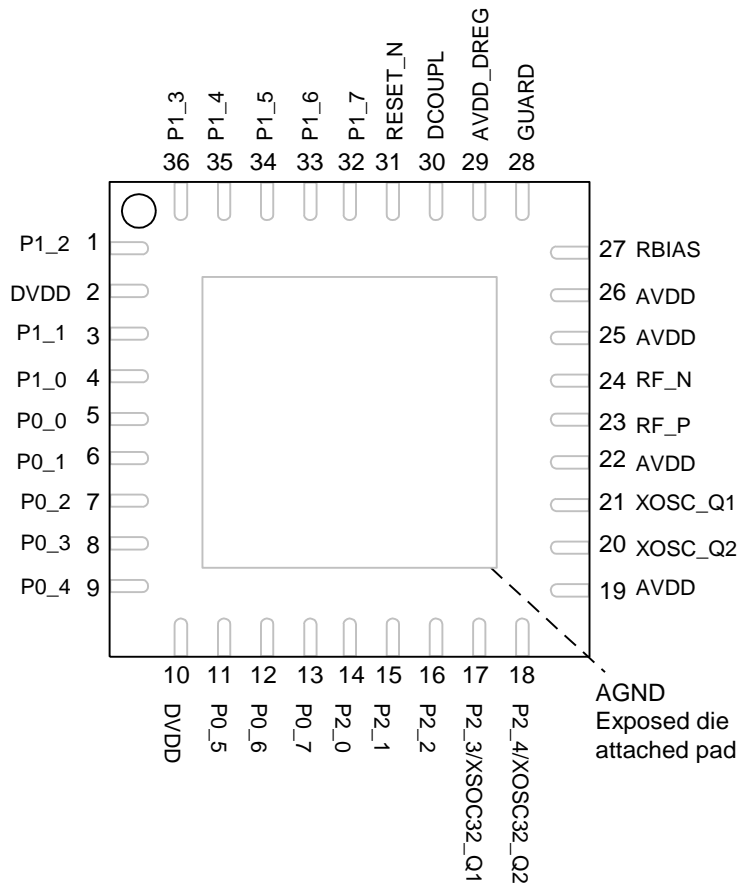 P1_3
P1_4
P1_5
P1_6
P1_7
RESET_N
DCOUPL
AVDD_DREG
GUARD
36 35 34 33 32 31 30 29 28
P1_2 1
DVDD 2
P1_1 3
P1_0 4
P0_0 5
P0_1 6
P0_2 7
P0_3 8
P0_4 9
27 RBIAS
26 AVDD
25 AVDD
24 RF_N
23 RF_P
22 AVDD
21 XOSC_Q1
20 XOSC_Q2
19 AVDD
10 11 12 13 14 15 16 17 18
DVDD
P0_5
P0_6
P0_7
P2_0
P2_1
P2_2
P2_3/XSOC32_Q1
P2_4/XOSC32_Q2
AGND
Exposed die
attached pad